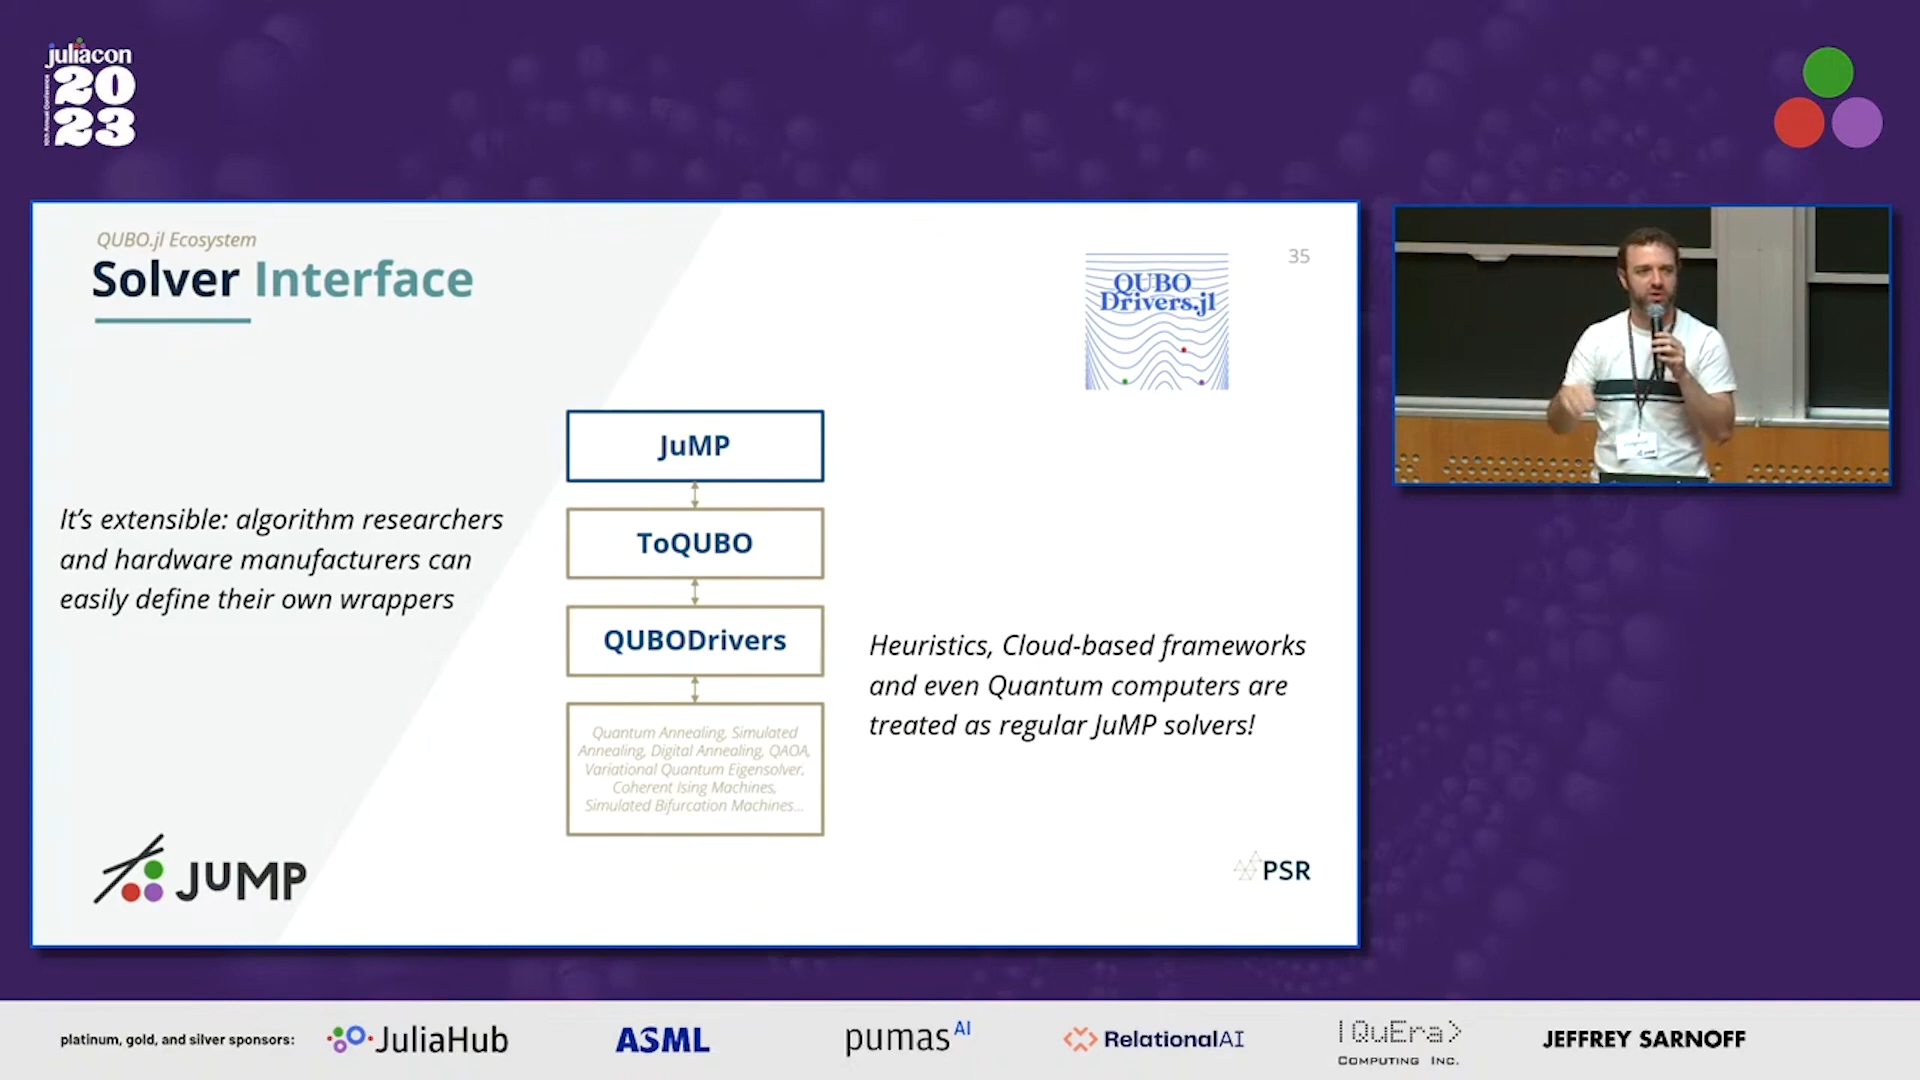 juliacon
20
23
QUBO.jl Ecosystem
Solver Interface
35
QUBO
Drivers.jl
JuMP
ToQUBO
QUBODrivers
Quantum Annealing, Simulated
Annealing, Digital Annealing, QAOA,
Variational Quantum Eigensolver,
Coherent Ising Machines,
Simulated Bifurcation Machines...
It's extensible: algorithm researchers
and hardware manufacturers can
easily define their own wrappers
Heuristics, Cloud-based frameworks
and even Quantum computers are
treated as regular JuMP solvers!
JUMP
PSR
platinum, gold, and silver sponsors:
JuliaHub
ASML
pumas AI
RelationalAI
|QuEra>
COMPUTING INC.
JEFFREY SARNOFF